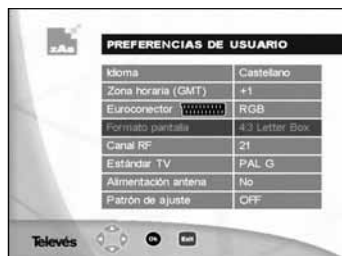 zAs
PREFERENCIAS DE USUARIO
Idioma Castellano
Zona horaria (GMT) +1
Euroconector RGB
Formato pantalla 4:3 Letter Box
Canal RF 21
Estándar TV PAL G
Alimentación antena No
Patrón de ajuste OFF
Televés Ok Exit